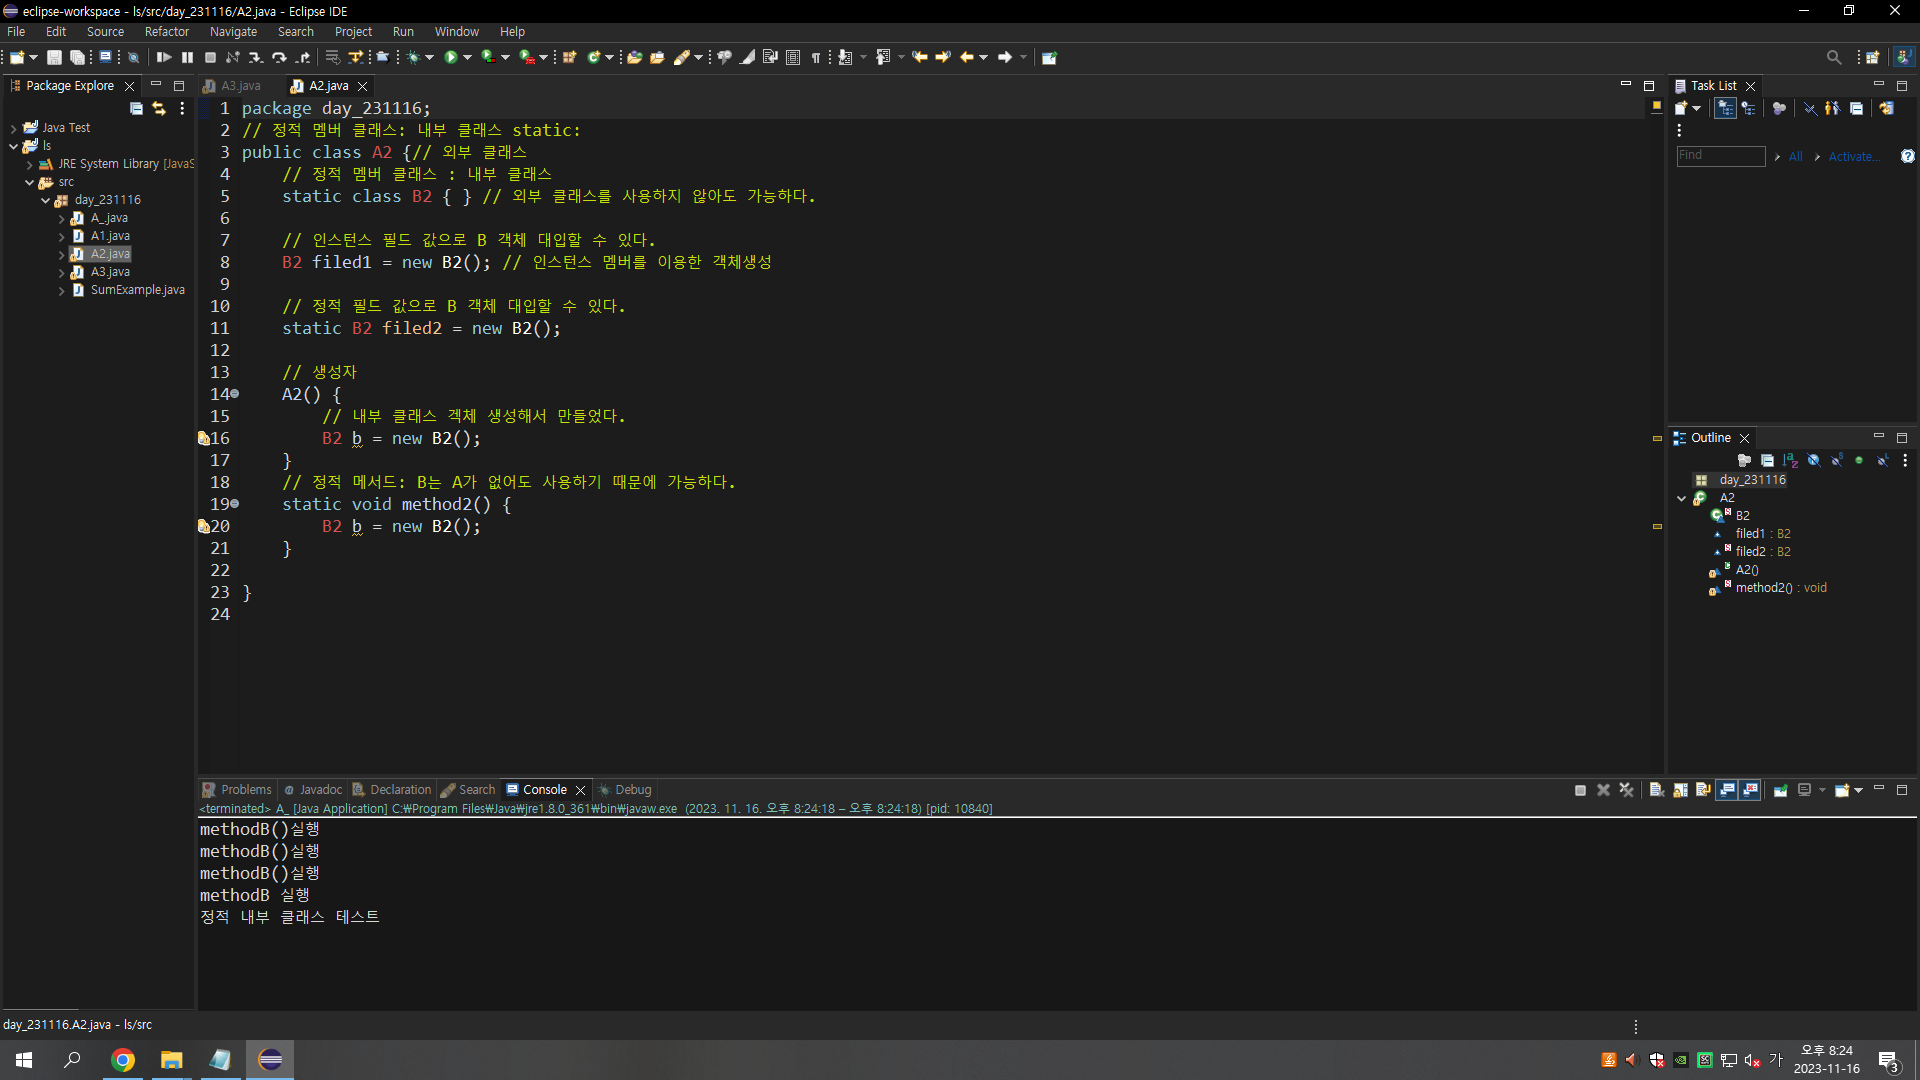 eclipse-workspace - ls/src/day_231116/A2.java - Eclipse IDE
File Edit Source Refactor Navigate Search Project Run Window Help
Package Explore
Java Test
ls
JRE System Library [JavaS
src
day_231116
A_.java
A1.java
A2.java
A3.java
SumExample.java
A3.java A2.java
1 package day_231116;
2 // 정적 멤버 클래스: 내부 클래스 static:
3 public class A2 {// 외부 클래스
4 // 정적 멤버 클래스 : 내부 클래스
5 static class B2 { } // 외부 클래스를 사용하지 않아도 가능하다.
6
7 // 인스턴스 필드 값으로 B 객체 대입할 수 있다.
8 B2 filed1 = new B2(); // 인스턴스 멤버를 이용한 객체생성
9
10 // 정적 필드 값으로 B 객체 대입할 수 있다.
11 static B2 filed2 = new B2();
12
13 // 생성자
14 A2() {
15 // 내부 클래스 겍체 생성해서 만들었다.
16 B2 b = new B2();
17 }
18 // 정적 메서드: B는 A가 없어도 사용하기 때문에 가능하다.
19 static void method2() {
20 B2 b = new B2();
21 }
22
23 }
24
Task List
Find All Activate...
Outline
day_231116
A2
B2
filed1 : B2
filed2 : B2
A2()
method2() : void
Problems Javadoc Declaration Search Console Debug
<terminated> A_ [Java Application] C:₩Program Files₩Java₩jre1.8.0_361₩bin₩javaw.exe (2023. 11. 16. 오후 8:24:18 – 오후 8:24:18) [pid: 10840]
methodB()실행
methodB()실행
methodB()실행
methodB 실행
정적 내부 클래스 테스트
day_231116.A2.java - ls/src
가
오후 8:24
2023-11-16
3